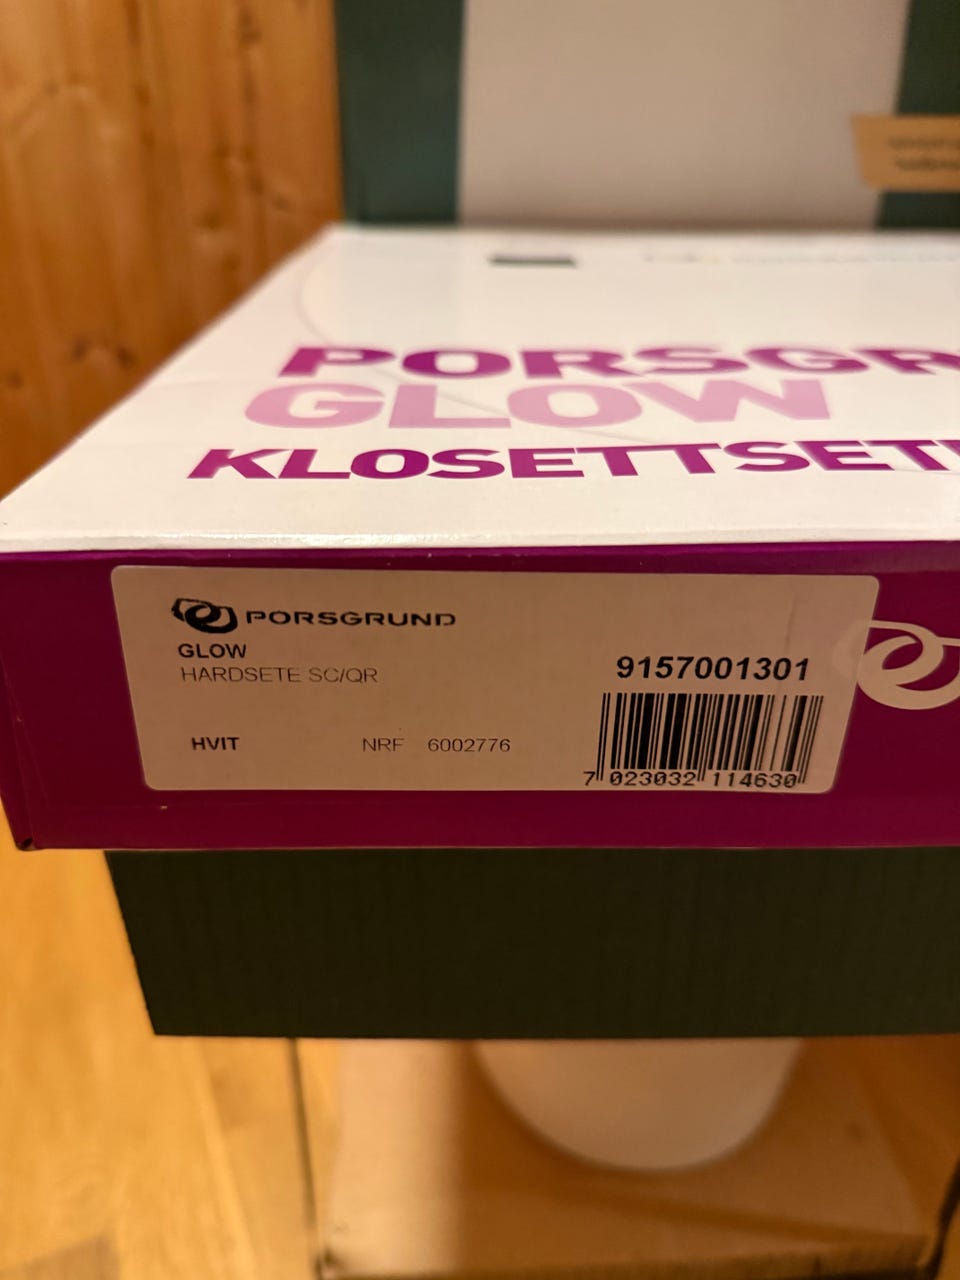 PORSGR
GLOW
KLOSETTSETE
PORSGRUND
GLOW
HARDSETE SC/QR
9157001301
HVIT
NRF 6002776
7 023032 114630